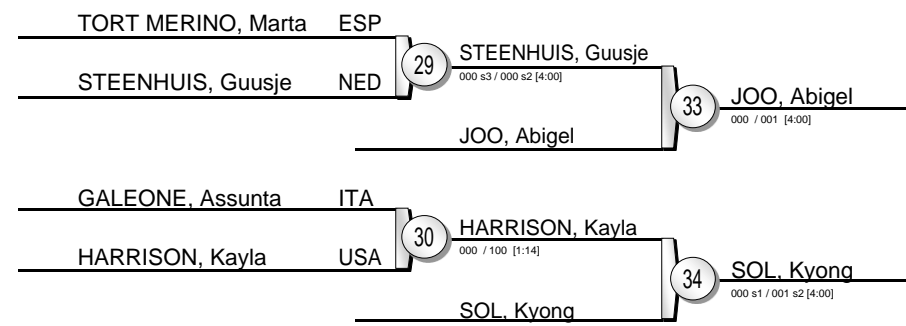 TORT MERINO, Marta ESP
STEENHUIS, Guusje
29
000 s3 / 000 s2 [4:00]
STEENHUIS, Guusje NED
JOO, Abigel
33
000 / 001 [4:00]
JOO, Abigel
GALEONE, Assunta ITA
HARRISON, Kayla
30
000 / 100 [1:14]
HARRISON, Kayla USA
SOL, Kyong
34
000 s1 / 001 s2 [4:00]
SOL, Kyong